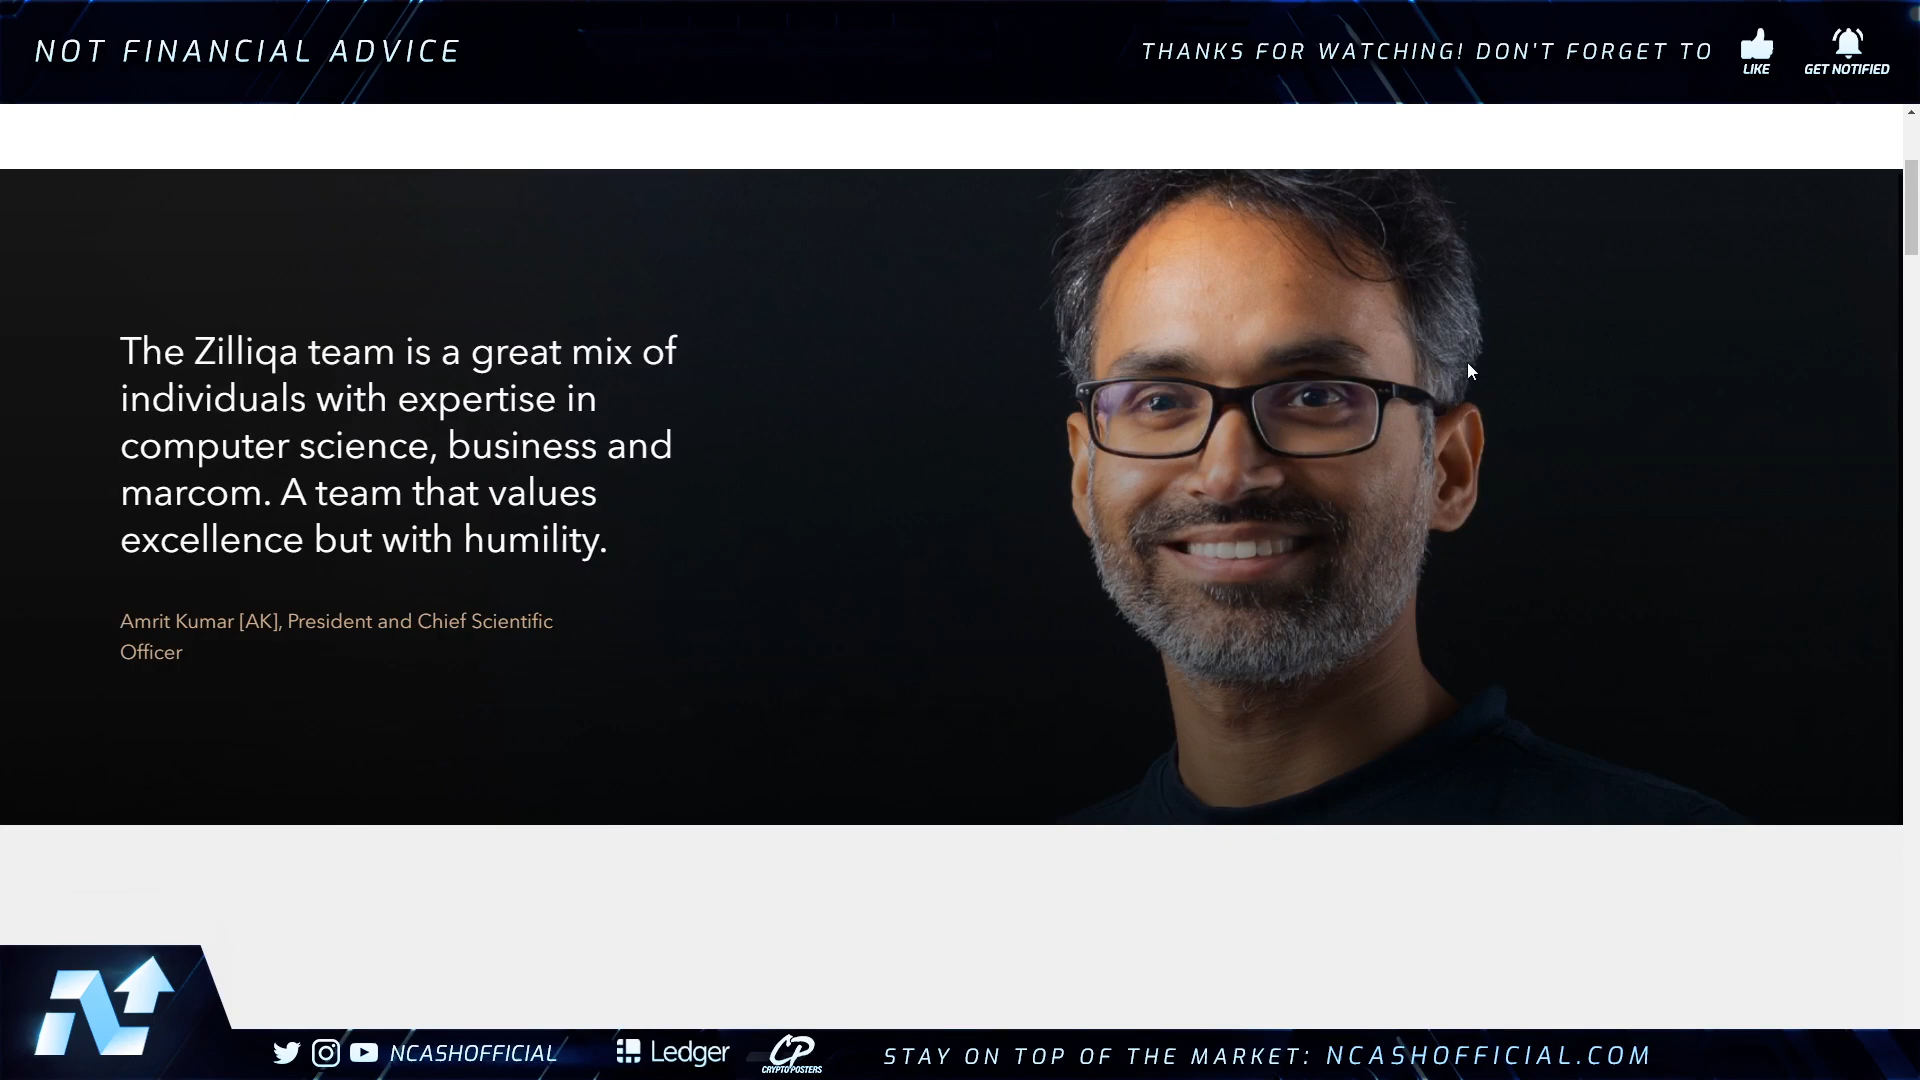 NOT FINANCIAL ADVICE
THANKS FOR WATCHING! DON'T FORGET TO
LIKE
GET NOTIFIED
The Zilliqa team is a great mix of
individuals with expertise in
computer science, business and
marcom. A team that values
excellence but with humility.
Amrit Kumar [AK], President and Chief Scientific
Officer
NCASHOFFICIAL
Ledger
CP
CRYPTOPOSTERS
STAY ON TOP OF THE MARKET: NCASHOFFICIAL.COM